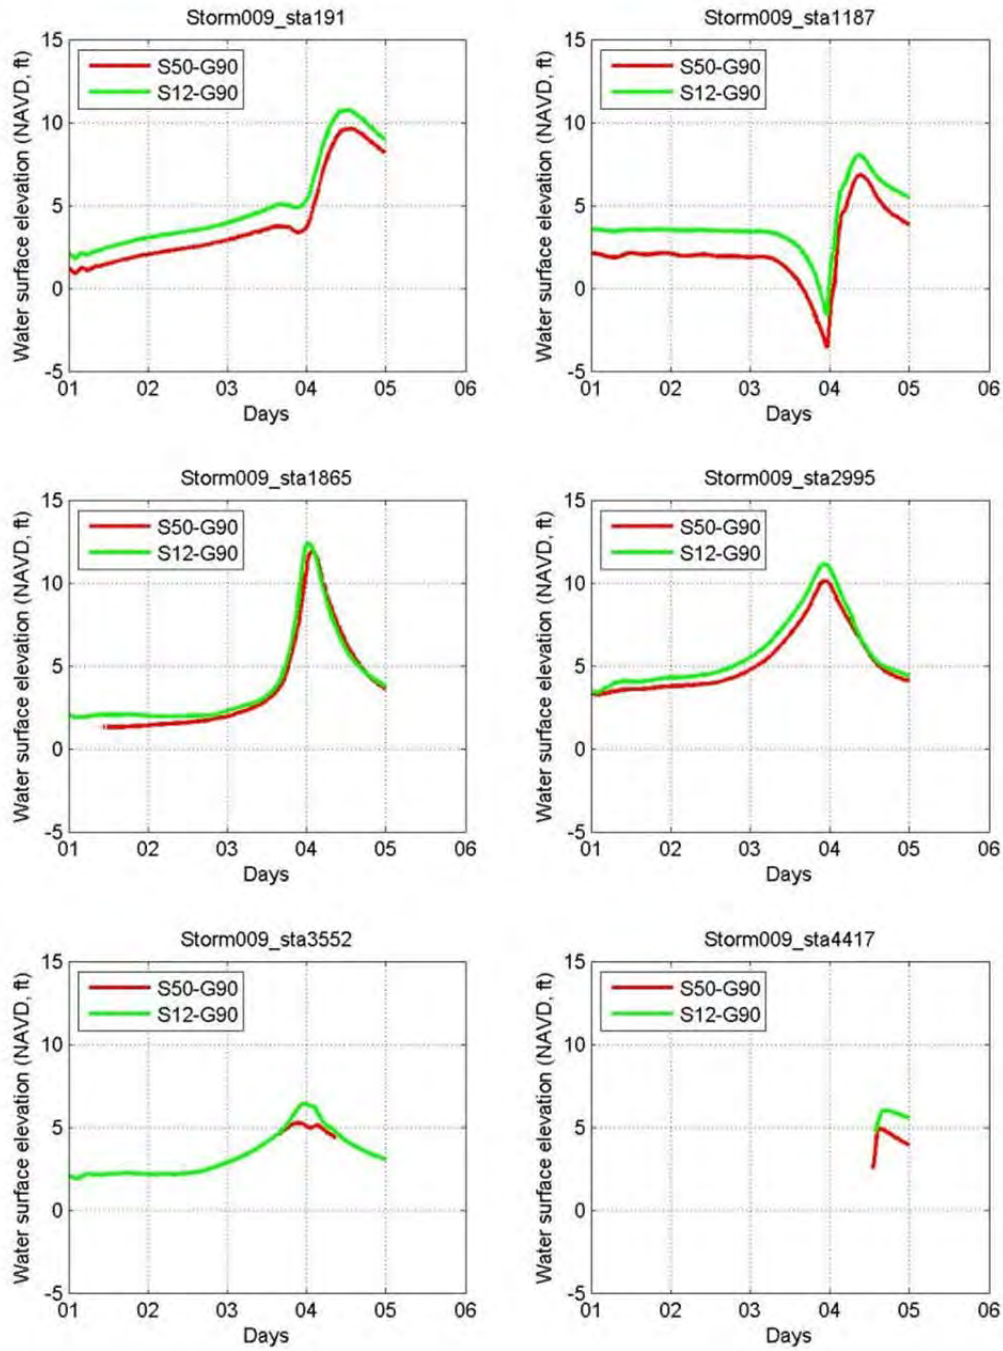 Storm009_sta191
Water surface elevation (NAVD, ft)
15
10
5
0
-5
S50-G90
S12-G90
01 02 03 04 05 06
Days
Storm009_sta1187
Water surface elevation (NAVD, ft)
15
10
5
0
-5
S50-G90
S12-G90
01 02 03 04 05 06
Days
Storm009_sta1865
Water surface elevation (NAVD, ft)
15
10
5
0
-5
S50-G90
S12-G90
01 02 03 04 05 06
Days
Storm009_sta2995
Water surface elevation (NAVD, ft)
15
10
5
0
-5
S50-G90
S12-G90
01 02 03 04 05 06
Days
Storm009_sta3552
Water surface elevation (NAVD, ft)
15
10
5
0
-5
S50-G90
S12-G90
01 02 03 04 05 06
Days
Storm009_sta4417
Water surface elevation (NAVD, ft)
15
10
5
0
-5
S50-G90
S12-G90
01 02 03 04 05 06
Days